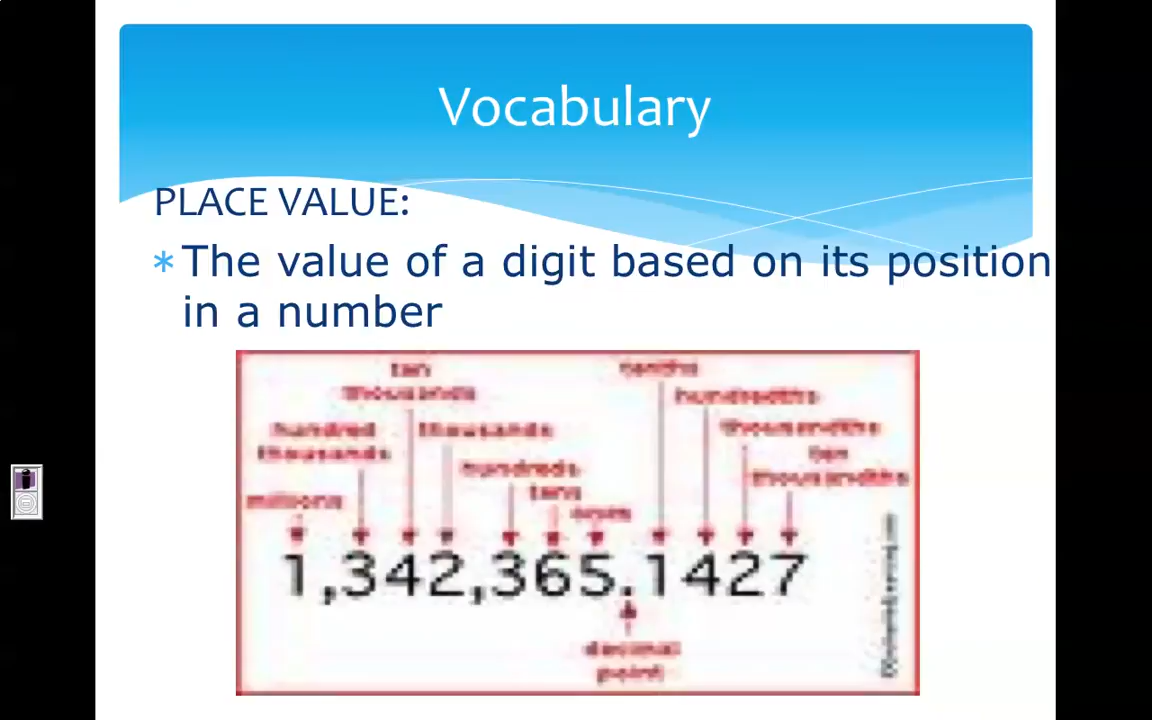 Vocabulary
PLACE VALUE:
The value of a digit based on its position
in a number
ten
thousands
tenths
hundredths
hundred
thousands
thousands
thousandths
ten
thousandths
hundreds
tens
ones
millions
1,342,365.1427
decimal
point